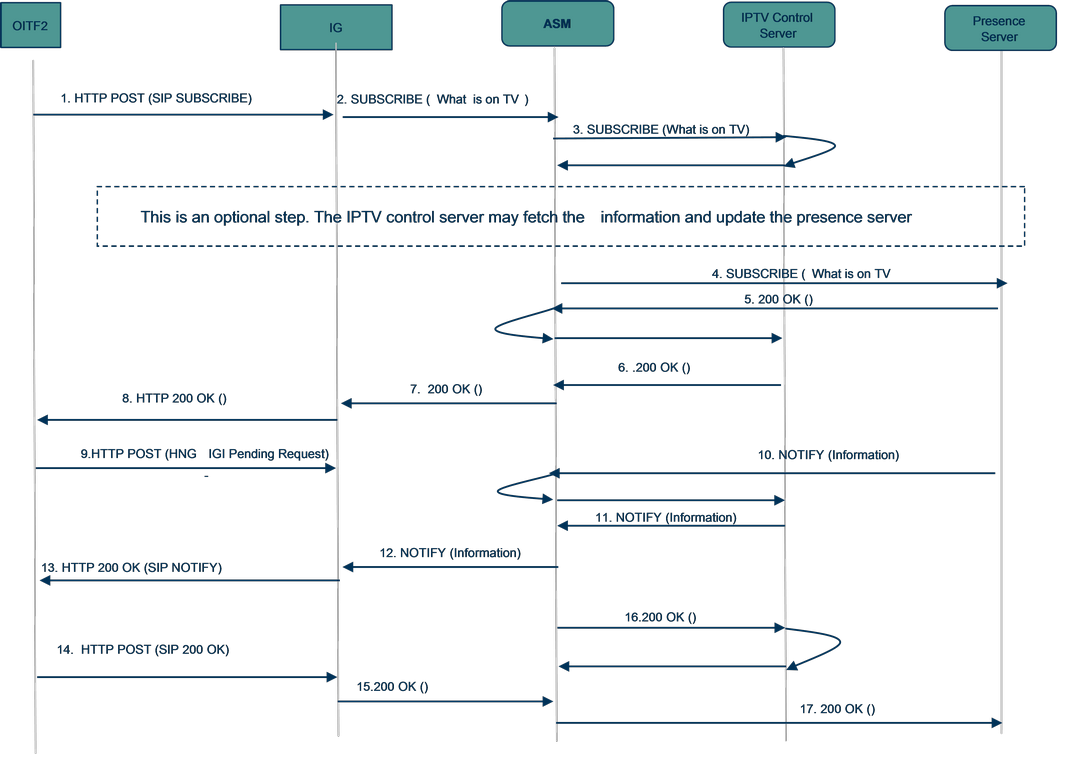 OITF2
IG
ASM
IPTV Control
Server
Presence
Server
1. HTTP POST (SIP SUBSCRIBE)
2. SUBSCRIBE ( What is on TV )
3. SUBSCRIBE (What is on TV)
This is an optional step. The IPTV control server may fetch the information and update the presence server
4. SUBSCRIBE ( What is on TV
5. 200 OK ()
6. .200 OK ()
7. 200 OK ()
8. HTTP 200 OK ()
9.HTTP POST (HNG IGI Pending Request)
-
10. NOTIFY (Information)
11. NOTIFY (Information)
12. NOTIFY (Information)
13. HTTP 200 OK (SIP NOTIFY)
16.200 OK ()
14. HTTP POST (SIP 200 OK)
15.200 OK ()
17. 200 OK ()